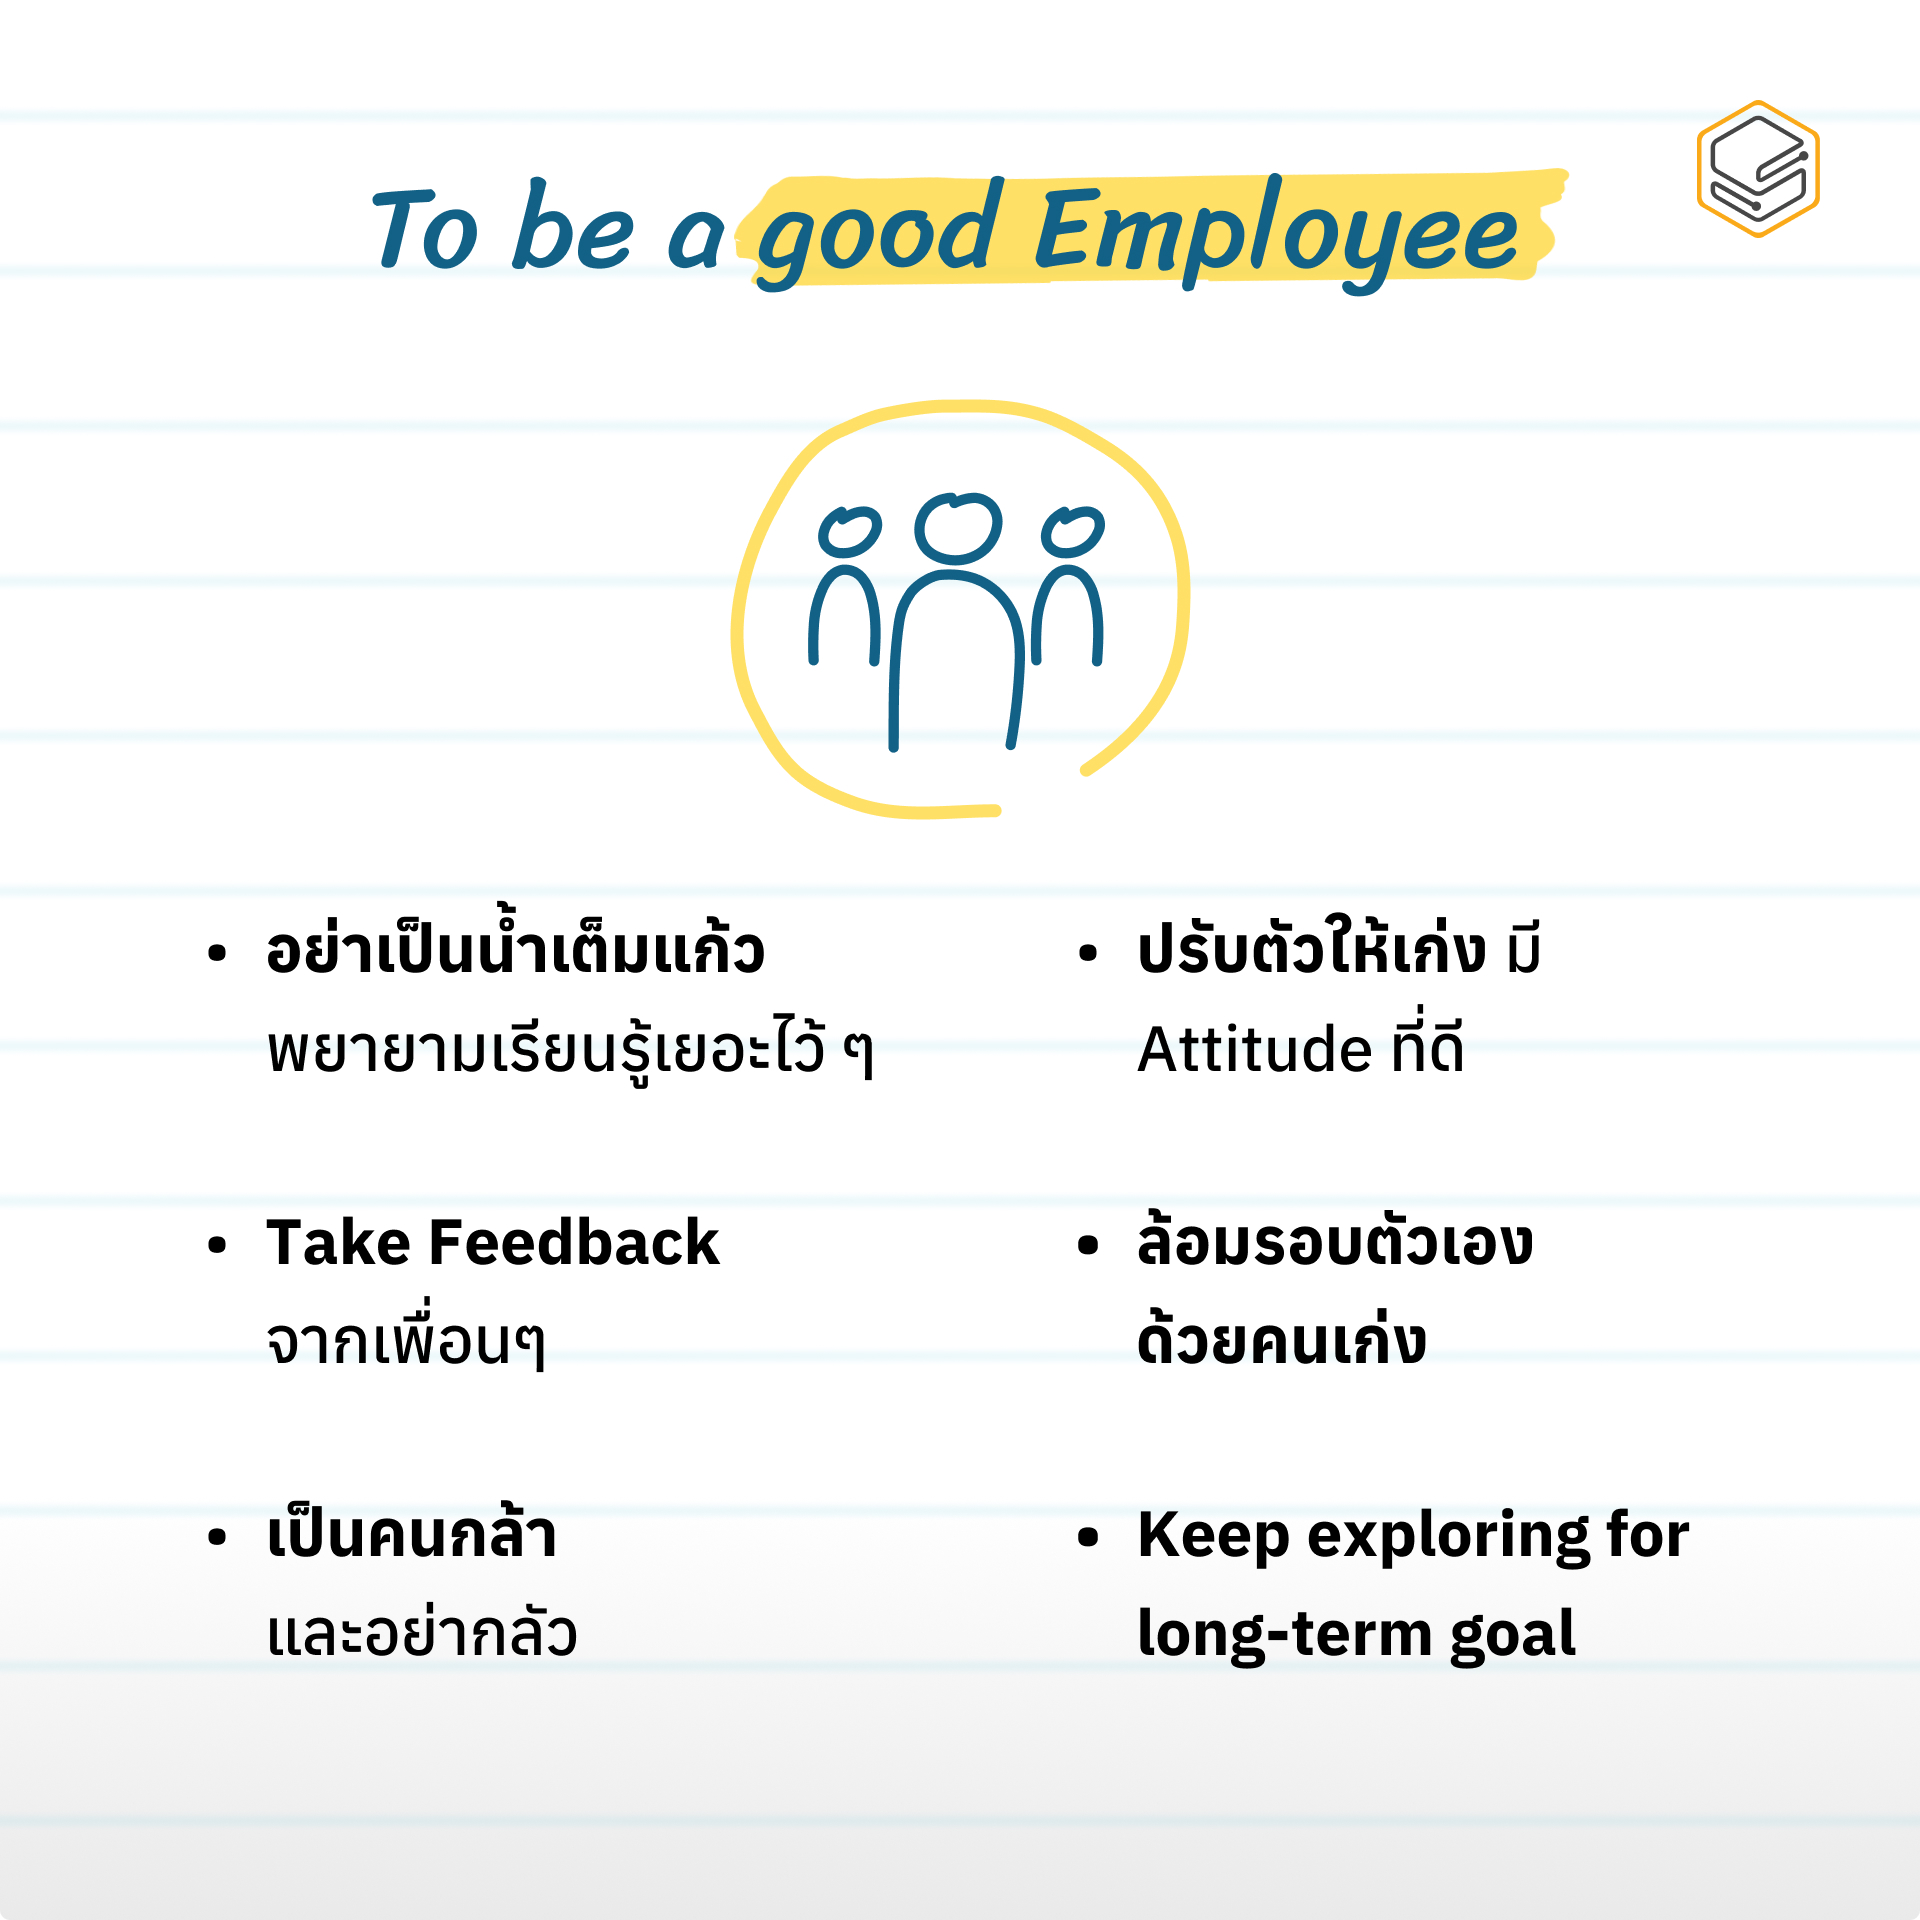 To be a good Employee
• อย่าเป็นน้ำเต็มแก้ว
พยายามเรียนรู้เยอะไว้ ๆ
• Take Feedback
จากเพื่อนๆ
• เป็นคนกล้า
และอย่ากลัว
• ปรับตัวให้เก่ง มี
Attitude ที่ดี
• ล้อมรอบตัวเอง
ด้วยคนเก่ง
• Keep exploring for
long-term goal